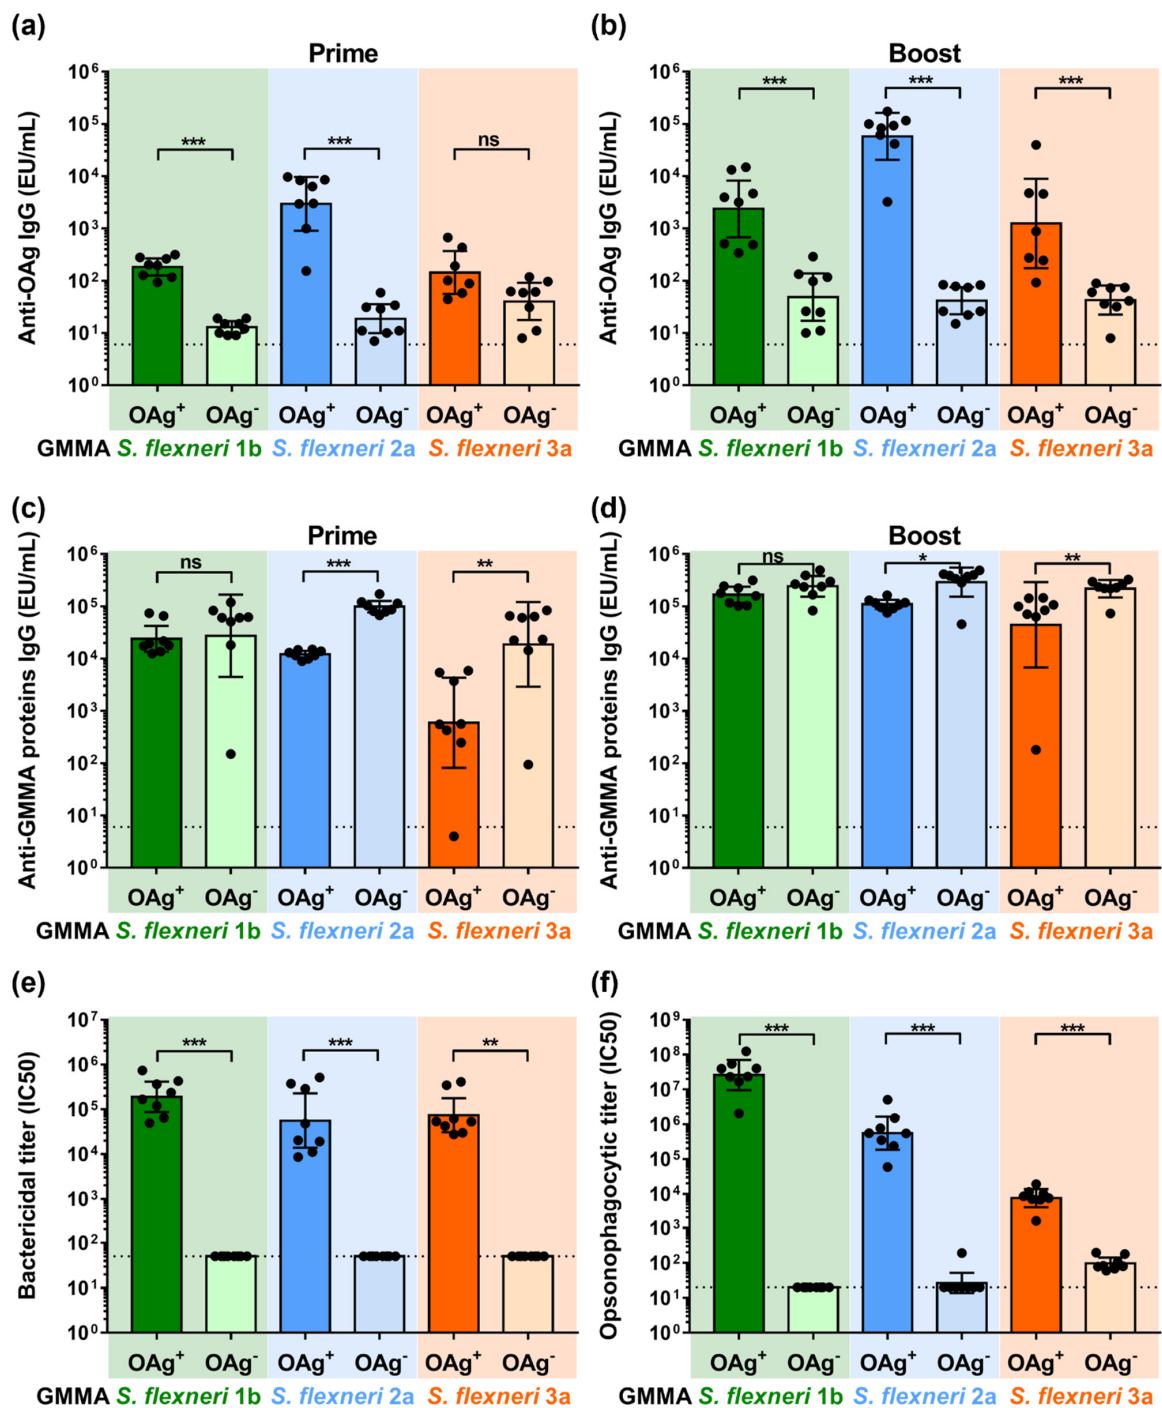 (a)
Prime
Anti-OAg IgG (EU/mL)
10⁶
10⁵
10⁴
10³
10²
10¹
10⁰
***
***
ns
OAg⁺ OAg⁻ OAg⁺ OAg⁻ OAg⁺ OAg⁻
GMMA S. flexneri 1b S. flexneri 2a S. flexneri 3a
(b)
Boost
Anti-OAg IgG (EU/mL)
10⁶
10⁵
10⁴
10³
10²
10¹
10⁰
***
***
***
OAg⁺ OAg⁻ OAg⁺ OAg⁻ OAg⁺ OAg⁻
GMMA S. flexneri 1b S. flexneri 2a S. flexneri 3a
(c)
Prime
Anti-GMMA proteins IgG (EU/mL)
10⁶
10⁵
10⁴
10³
10²
10¹
10⁰
ns
***
**
OAg⁺ OAg⁻ OAg⁺ OAg⁻ OAg⁺ OAg⁻
GMMA S. flexneri 1b S. flexneri 2a S. flexneri 3a
(d)
Boost
Anti-GMMA proteins IgG (EU/mL)
10⁶
10⁵
10⁴
10³
10²
10¹
10⁰
ns
*
**
OAg⁺ OAg⁻ OAg⁺ OAg⁻ OAg⁺ OAg⁻
GMMA S. flexneri 1b S. flexneri 2a S. flexneri 3a
(e)
Bactericidal titer (IC50)
10⁷
10⁶
10⁵
10⁴
10³
10²
10¹
10⁰
***
***
**
OAg⁺ OAg⁻ OAg⁺ OAg⁻ OAg⁺ OAg⁻
GMMA S. flexneri 1b S. flexneri 2a S. flexneri 3a
(f)
Opsonophagocytic titer (IC50)
10⁹
10⁸
10⁷
10⁶
10⁵
10⁴
10³
10²
10¹
10⁰
***
***
***
OAg⁺ OAg⁻ OAg⁺ OAg⁻ OAg⁺ OAg⁻
GMMA S. flexneri 1b S. flexneri 2a S. flexneri 3a